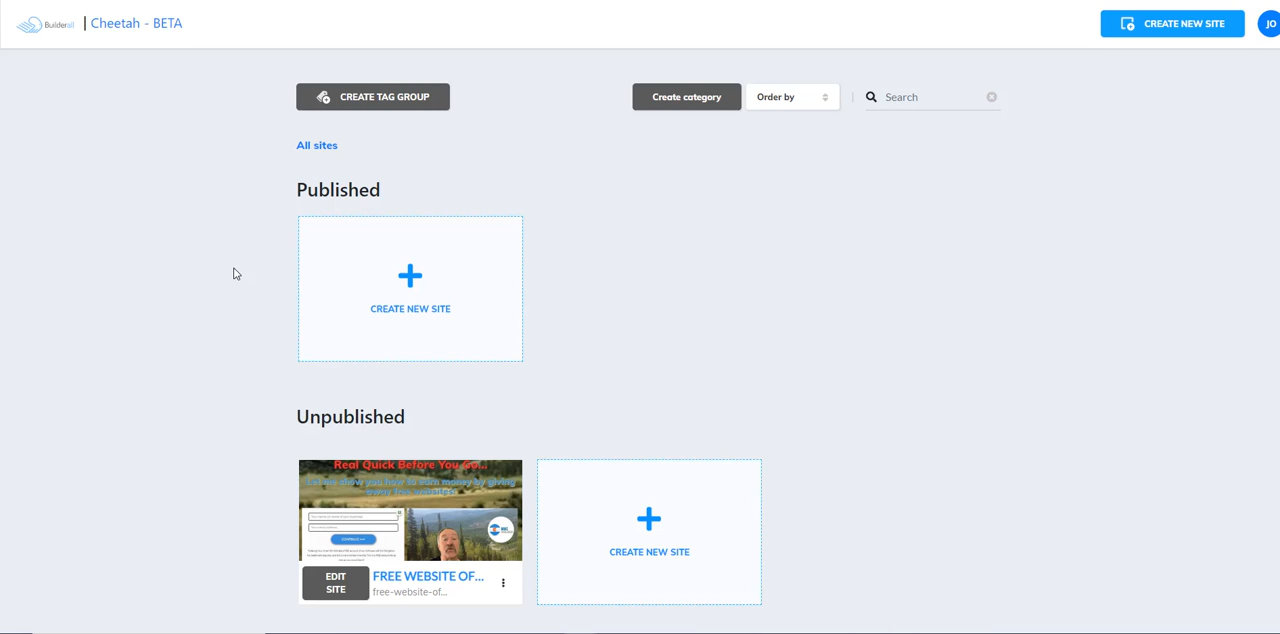 Builderall | Cheetah - BETA
CREATE NEW SITE
JO
CREATE TAG GROUP
Create category
Order by
Search
All sites
Published
CREATE NEW SITE
Unpublished
Real Quick Before You Go...
Let me show you how to earn money by giving
away free websites!
CONTINUE >>
EDIT
SITE
FREE WEBSITE OF...
free-website-of...
CREATE NEW SITE